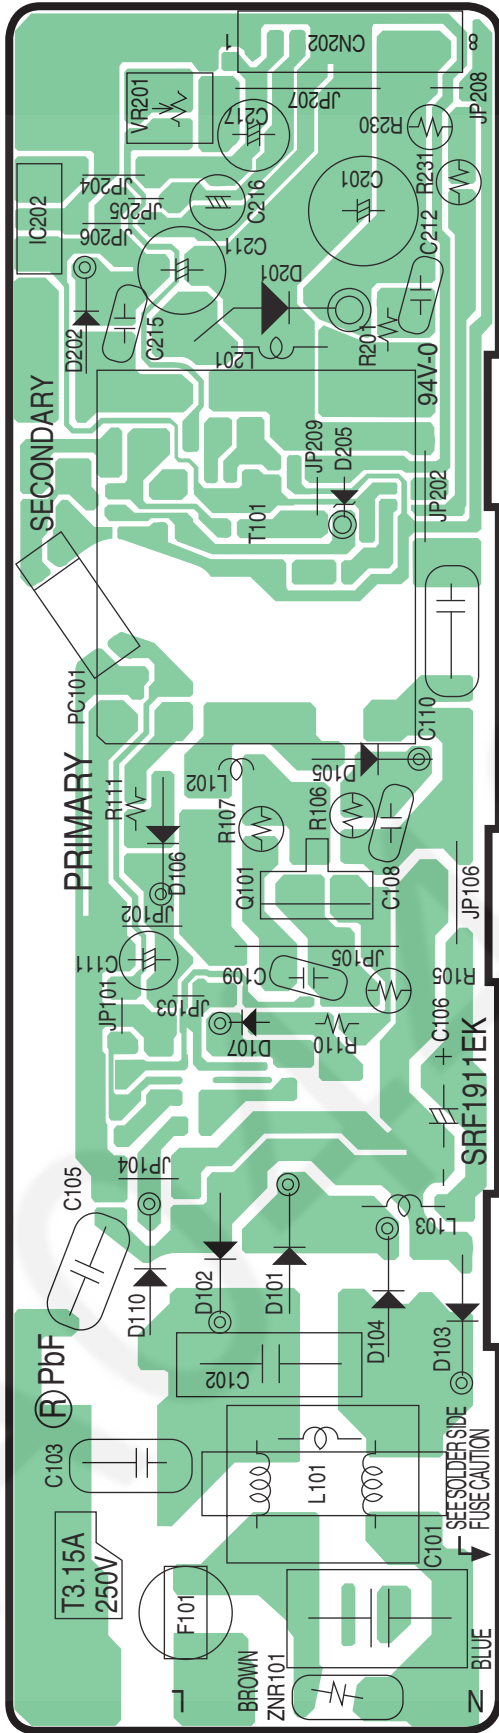 1
CN202
8
VR201
C217
JP207
JP208
R230
R231
IC202
JP204
JP205
JP206
C216
C201
C212
C211
D202
C215
D201
L201
R201
94V-0
SECONDARY
JP209
D205
T101
JP202
PC101
C110
PRIMARY
R111
L102
D105
D106
R107
R106
Q101
C108
JP102
C111
JP106
C109
JP105
JP101
JP103
R105
D107
R110
C106
SRF1911EK
C105
JP104
L103
D110
D102
D101
D104
D103
R PbF
C102
C103
L101
C101
SEE SOLDER SIDE
FUSE CAUTION
T3.15A
250V
F101
BROWN
ZNR101
BLUE
L
N